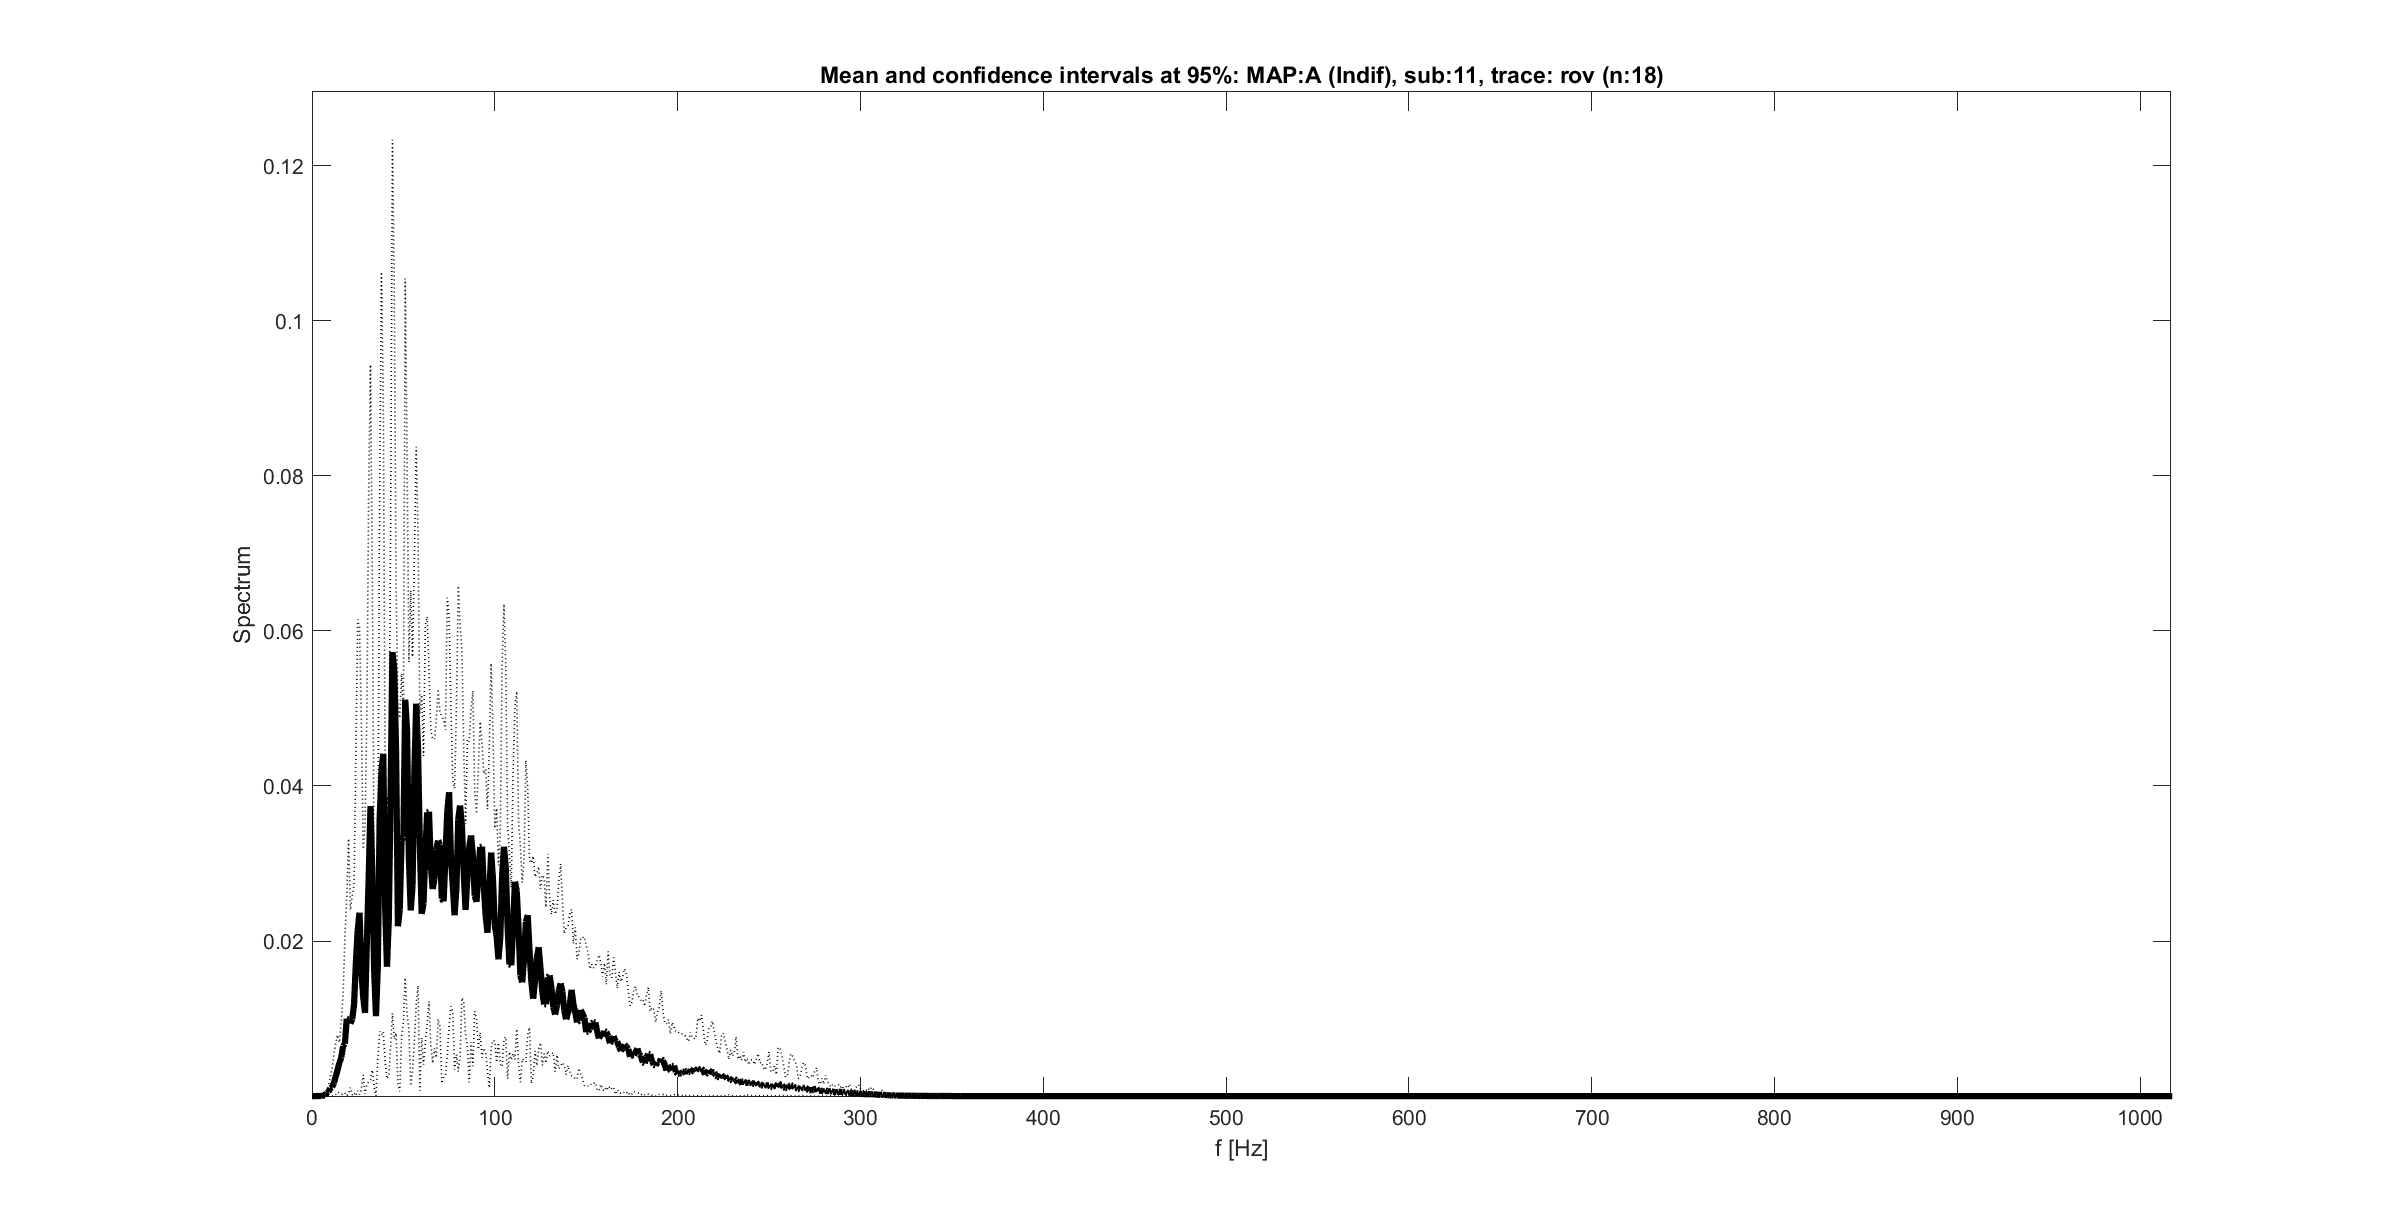 Mean and confidence intervals at 95%: MAP:A (Indif), sub:11, trace: rov (n:18)
0.12
0.1
0.08
0.06
0.04
0.02
Spectrum
0 100 200 300 400 500 600 700 800 900 1000
f [Hz]